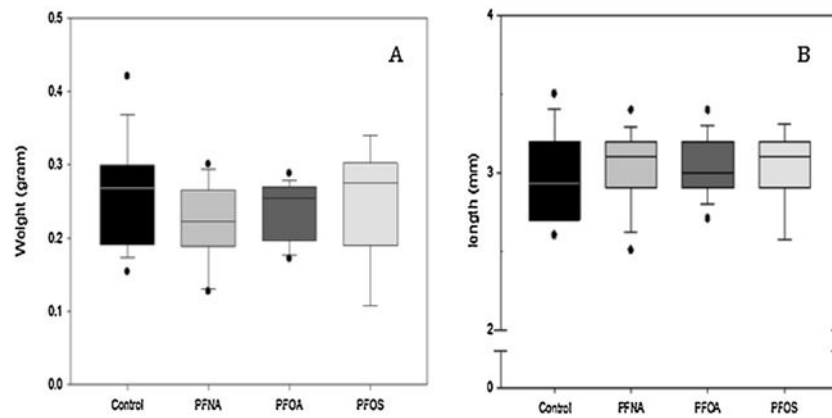 A
Woight (gram)
0.5
0.4
0.3
0.2
0.1
0.0
Control PFNA PFOA PFOS
B
length (mm)
4
3
2
0
Control PFNA PFOA PFOS